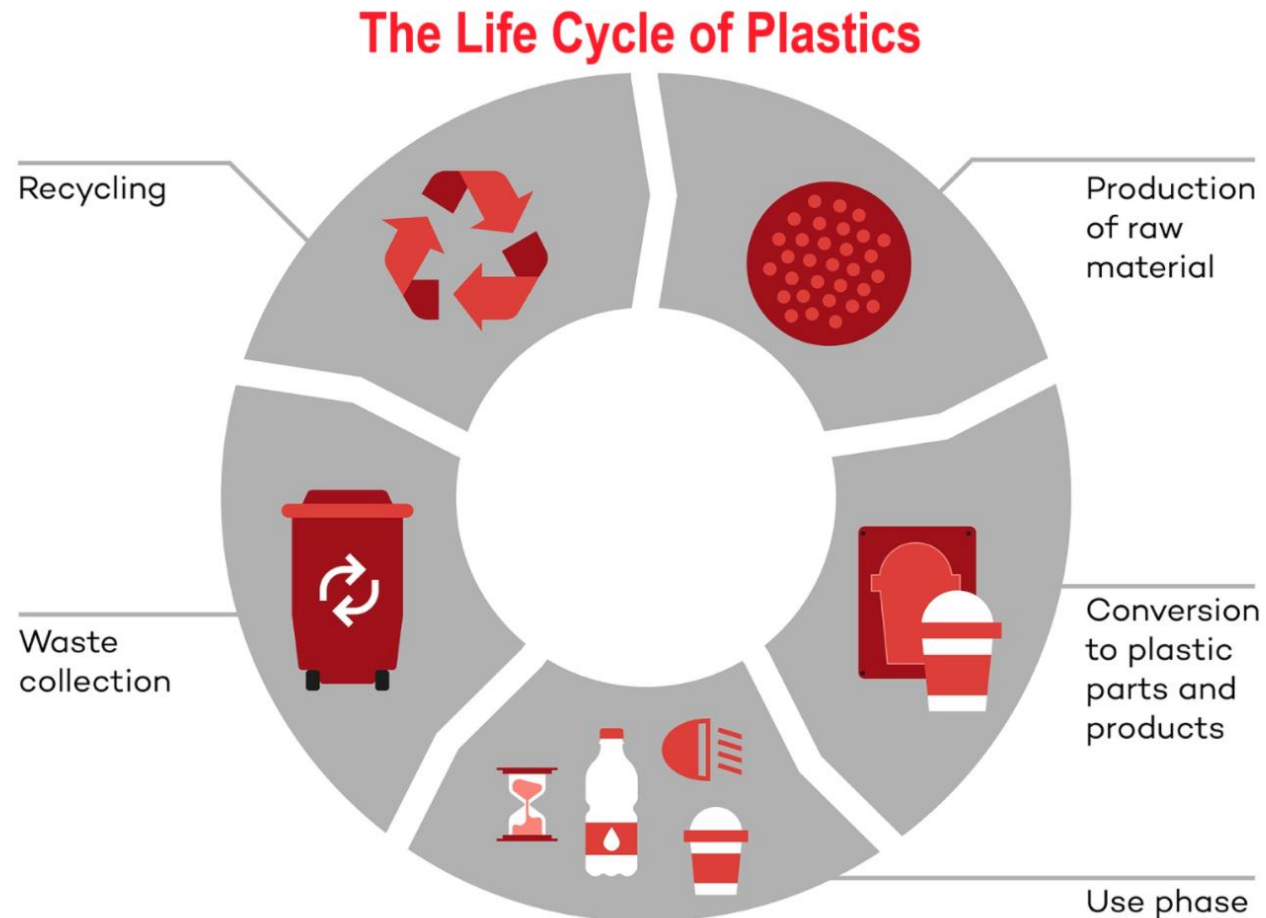 The Life Cycle of Plastics
Recycling
Production
of raw
material
Waste
collection
Conversion
to plastic
parts and
products
Use phase